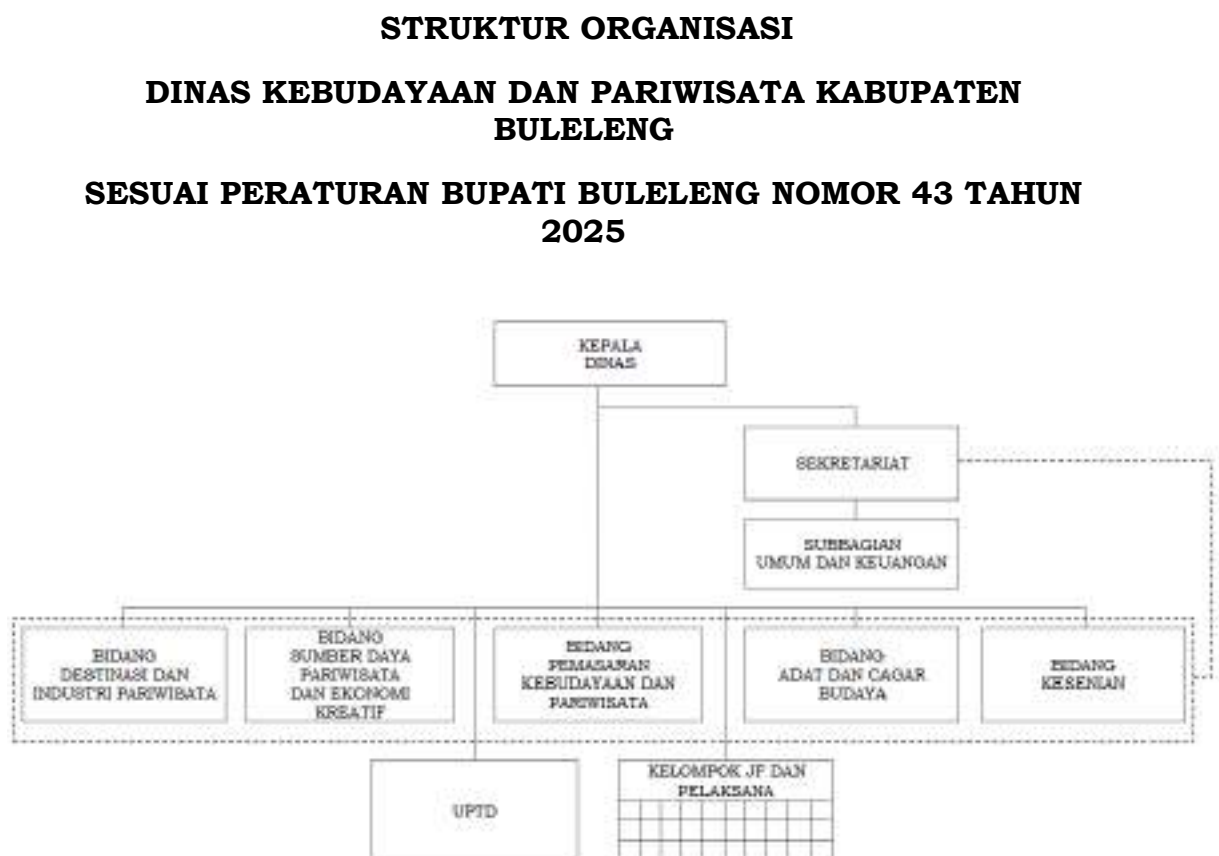 STRUKTUR ORGANISASI
DINAS KEBUDAYAAN DAN PARIWISATA KABUPATEN
BULELENG
SESUAI PERATURAN BUPATI BULELENG NOMOR 43 TAHUN
2025
KEPALA
DINAS
SEKRETARIAT
SUBBAGIAN
UMUM DAN KEUANGAN
BIDANG
DESTINASI DAN
INDUSTRI PARIWISATA
BIDANG
SUMBER DAYA
PARIWISATA
DAN EKONOMI
KREATIF
BIDANG
PEMASARAN
KEBUDAYAAN DAN
PARIWISATA
BIDANG
ADAT DAN CAGAR
BUDAYA
BIDANG
KESENIAN
UPTD
KELOMPOK JF DAN
PELAKSANA